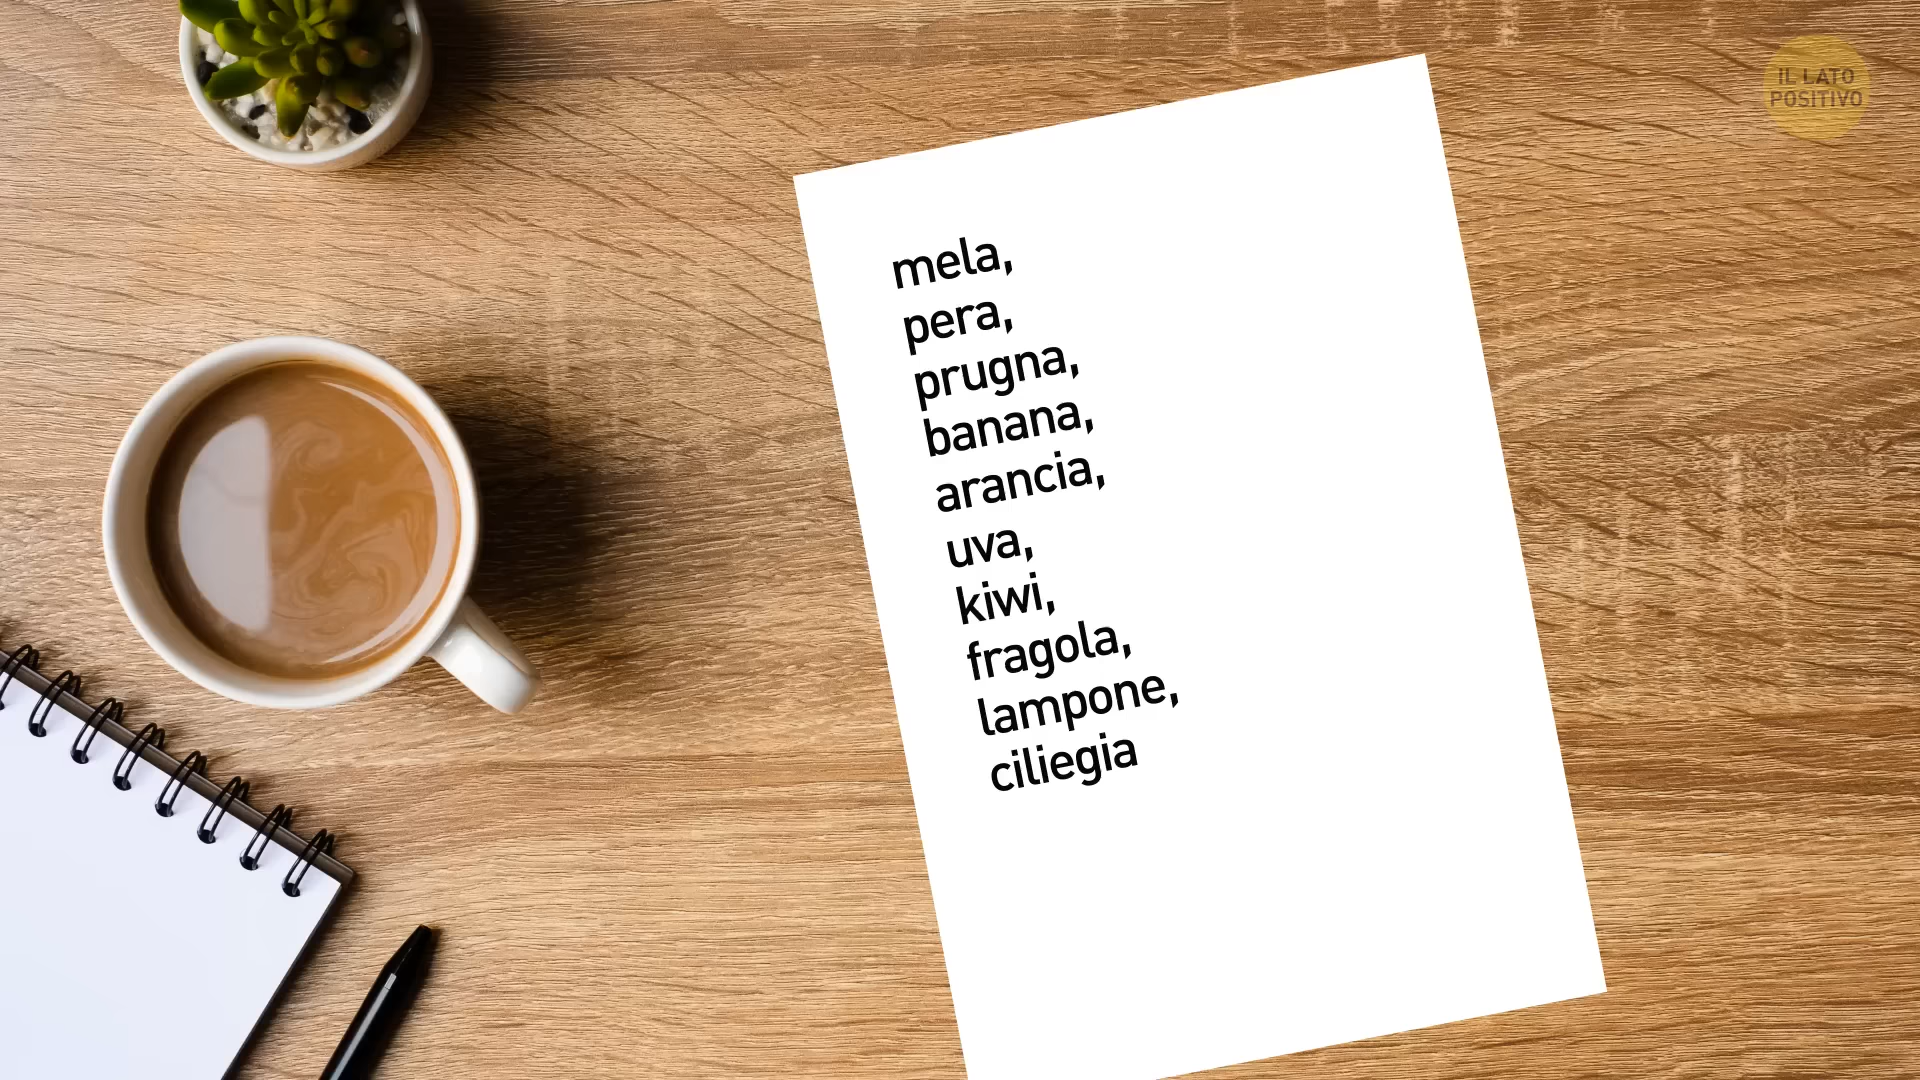 IL LATO
POSITIVO
mela,
pera,
prugna,
banana,
arancia,
uva,
kiwi,
fragola,
lampone,
ciliegia